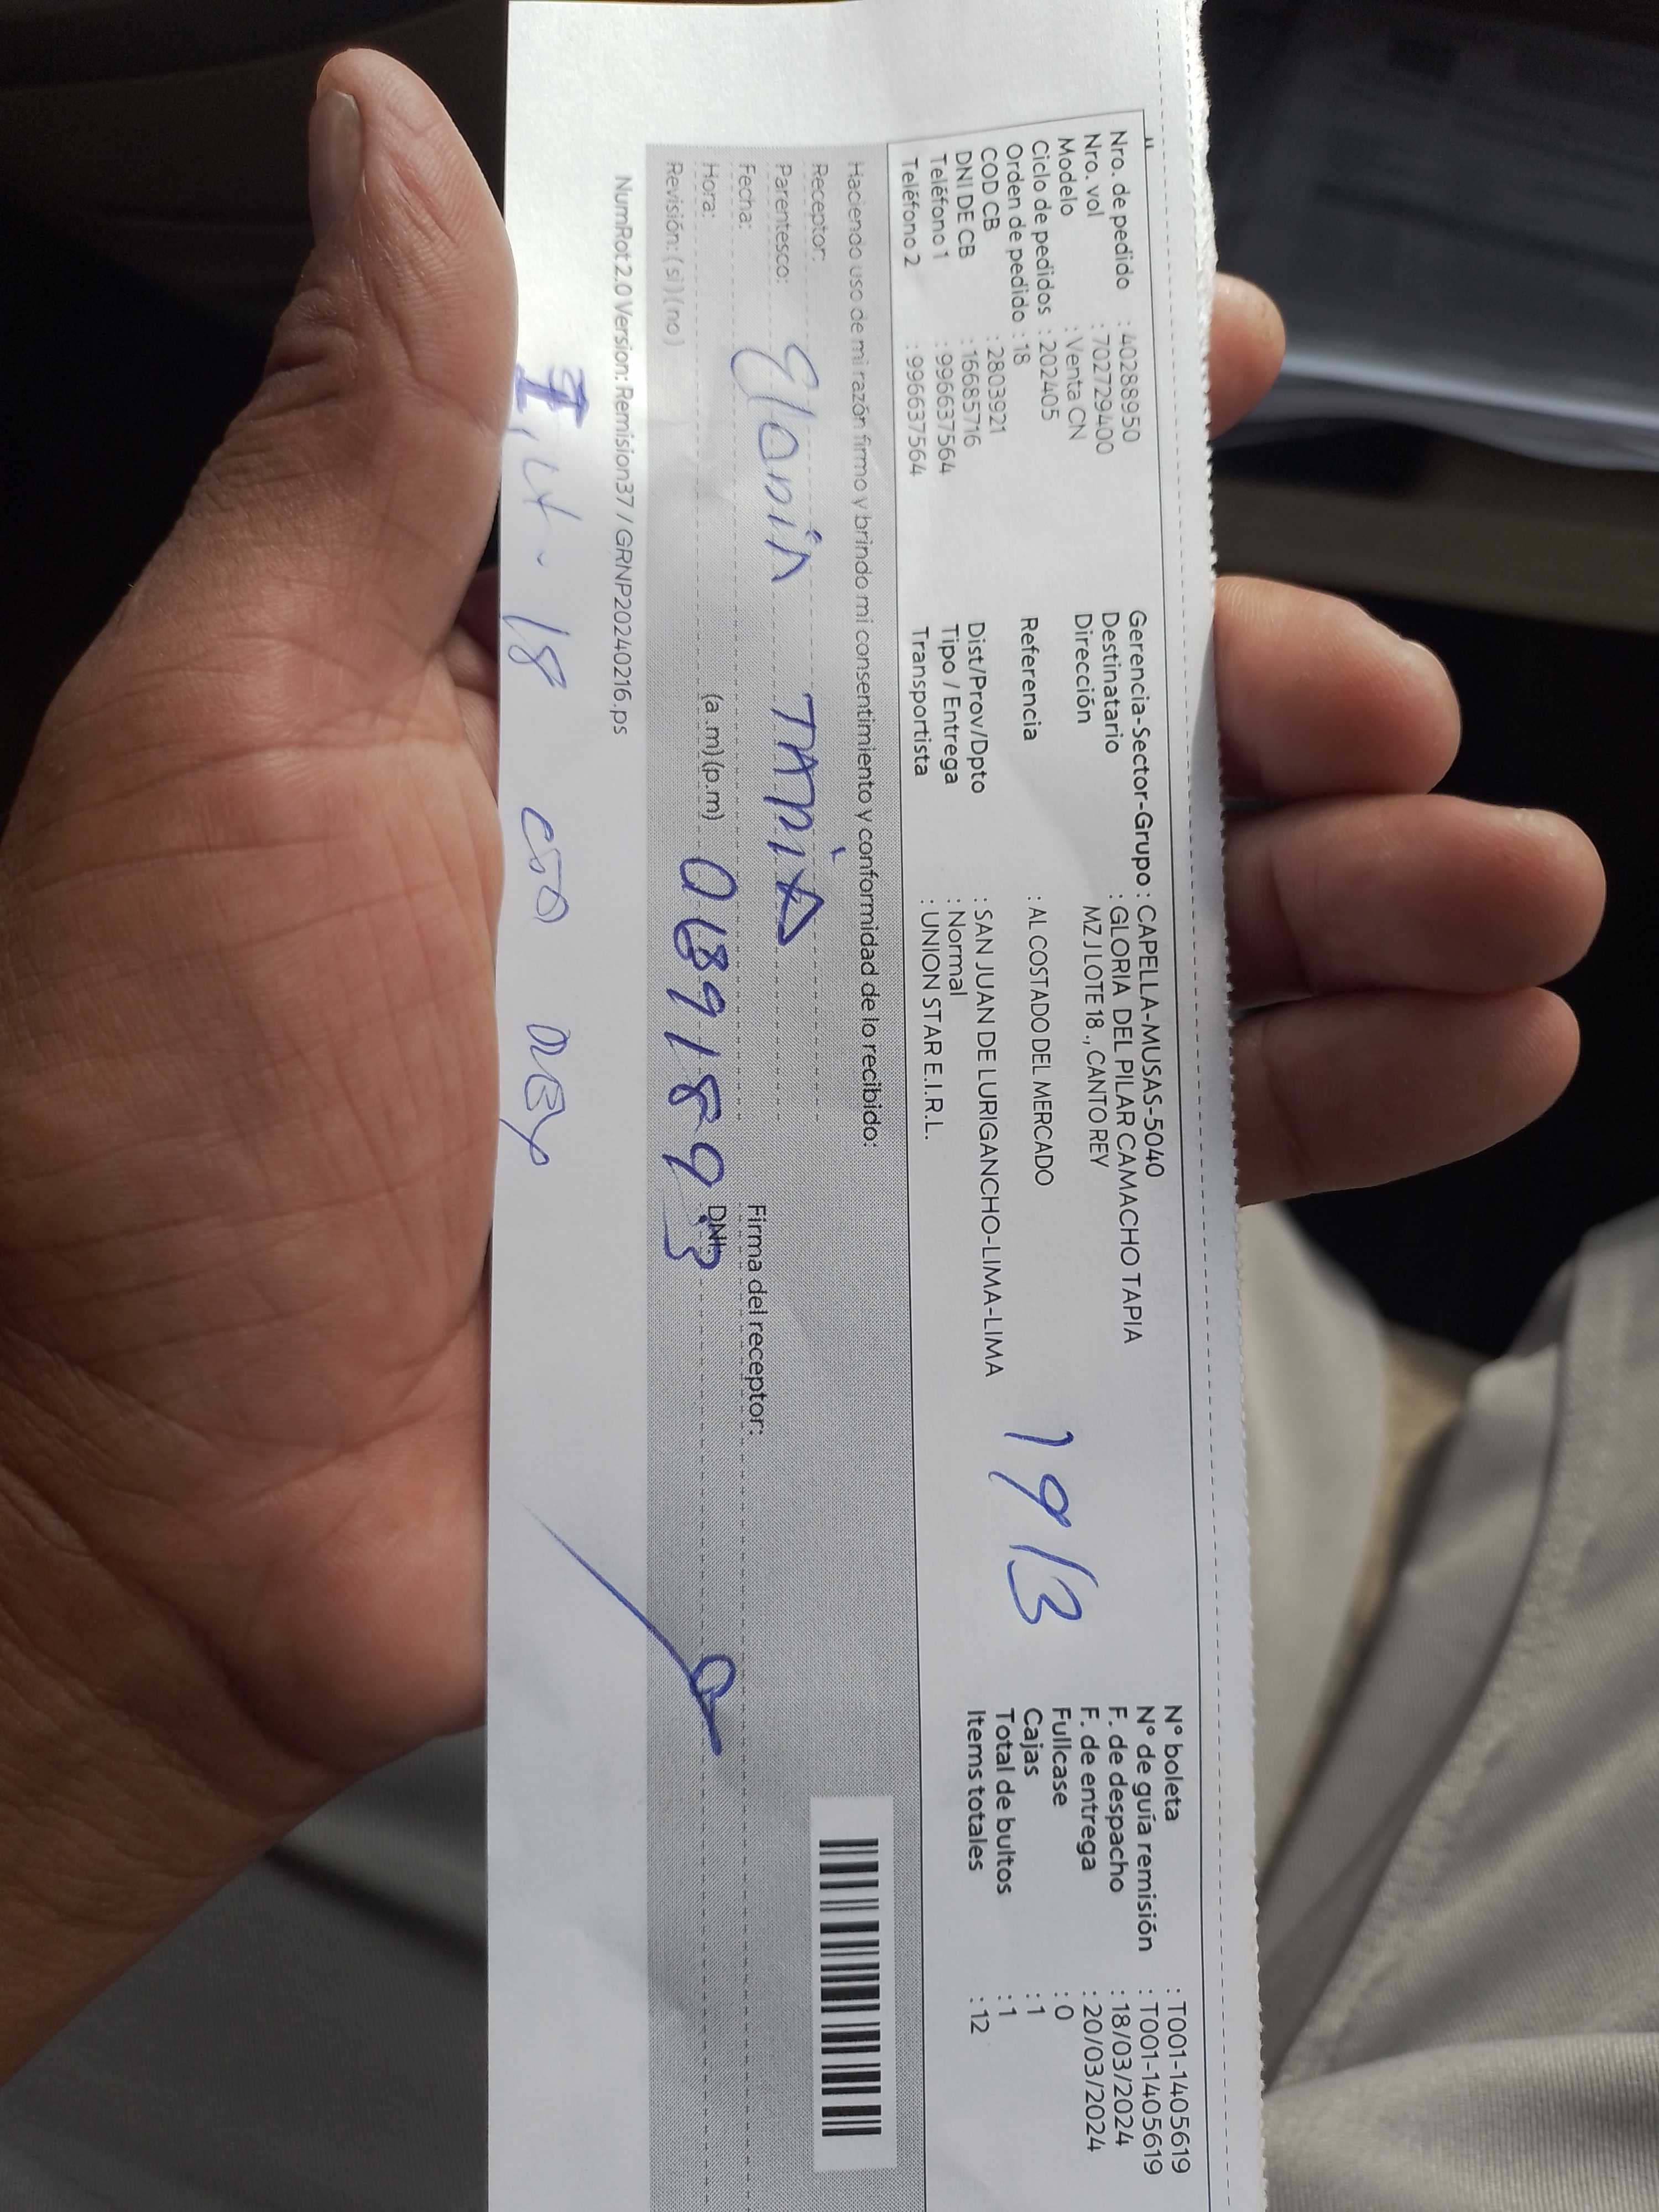 Nro. de pedido : 40288950
Nro. vol : 702729400
Modelo : Venta CN
Ciclo de pedidos : 202405
Orden de pedido : 18
COD CB : 2803921
DNI DE CB : 16685716
Teléfono 1 : 996637564
Teléfono 2 : 996637564
Gerencia-Sector-Grupo : CAPELLA-MUSAS-5040
Destinatario : GLORIA DEL PILAR CAMACHO TAPIA
Dirección MZ J LOTE 18 ., CANTO REY
Referencia : AL COSTADO DEL MERCADO
Dist/Prov/Dpto : SAN JUAN DE LURIGANCHO-LIMA-LIMA
Tipo / Entrega : Normal
Transportista : UNION STAR E.I.R.L.
19/3
N° boleta : T001-1405619
N° de guía remisión : T001-1405619
F. de despacho : 18/03/2024
F. de entrega : 20/03/2024
Fullcase : 0
Cajas : 1
Total de bultos : 1
Items totales : 12
Haciendo uso de mi razón firmo y brindo mi consentimiento y conformidad de lo recibido:
Receptor:
Parentesco: Gloria TAPIA
Fecha: Firma del receptor:
Hora: (a.m)(p.m) DNI:
Revisión: (si) (no)
NumRot2.0 Version: Remision37 / GRNP20240216.ps